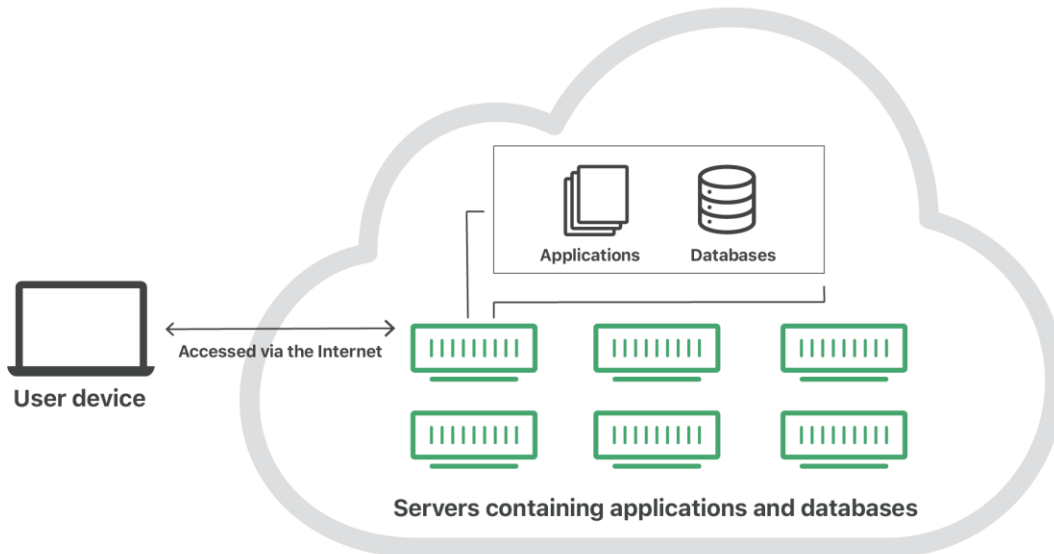 Applications
Databases
Accessed via the Internet
User device
Servers containing applications and databases